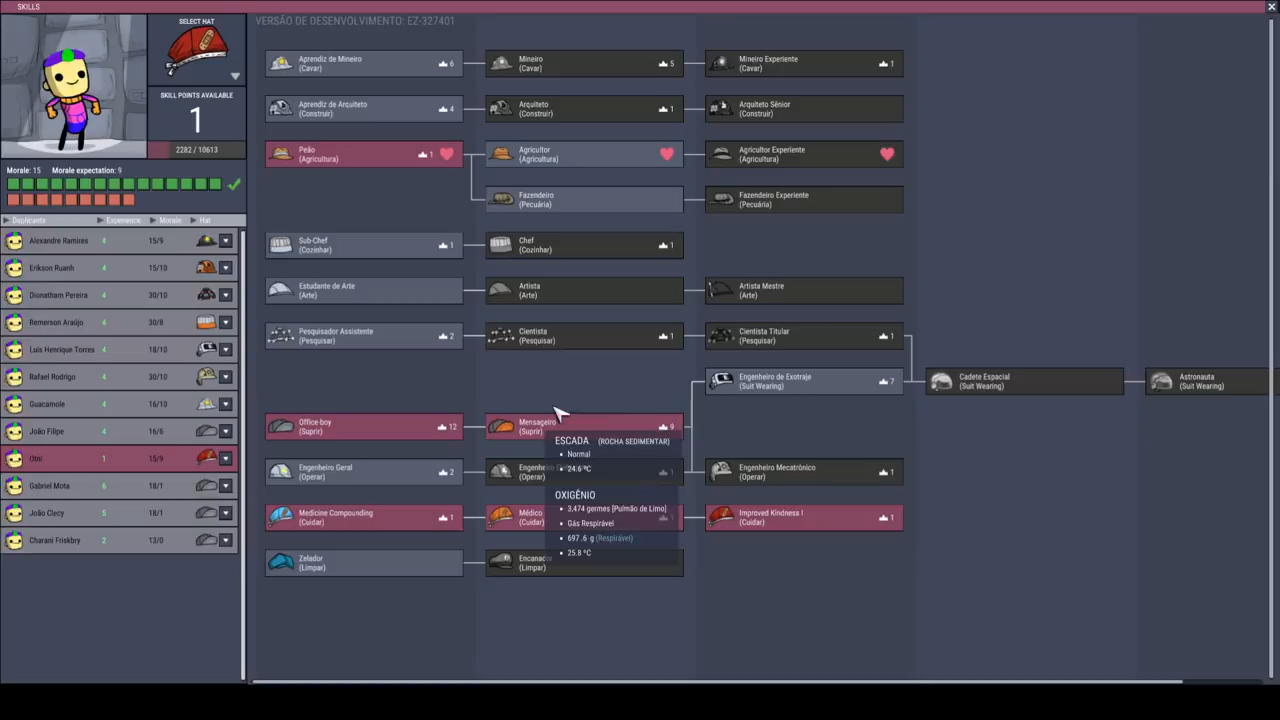 SKILLS
SELECT HAT
SKILL POINTS AVAILABLE
1
2282 / 10613
Morale: 15 Morale expectation: 9
Duplicante Experience Morale Hat
Alexandre Ramires 4 15/9
Erikson Ruanh 4 15/10
Dionatham Pereira 4 30/10
Remerson Araújo 4 30/8
Luis Henrique Torres 4 18/10
Rafael Rodrigo 4 30/10
Guacamole 4 16/10
João Filipe 4 16/6
Otni 1 15/9
Gabriel Mota 6 18/1
João Clecy 5 18/1
Charani Friskbry 2 13/0
VERSÃO DE DESENVOLVIMENTO: EZ-327401
Aprendiz de Mineiro
(Cavar)
6
Mineiro
(Cavar)
5
Mineiro Experiente
(Cavar)
1
Aprendiz de Arquiteto
(Construir)
4
Arquiteto
(Construir)
1
Arquiteto Sênior
(Construir)
Peão
(Agricultura)
1
Agricultor
(Agricultura)
Agricultor Experiente
(Agricultura)
Fazendeiro
(Pecuária)
Fazendeiro Experiente
(Pecuária)
Sub-Chef
(Cozinhar)
1
Chef
(Cozinhar)
1
Estudante de Arte
(Arte)
Artista
(Arte)
Artista Mestre
(Arte)
Pesquisador Assistente
(Pesquisar)
2
Cientista
(Pesquisar)
1
Cientista Titular
(Pesquisar)
1
Engenheiro de Exotraje
(Suit Wearing)
7
Cadete Espacial
(Suit Wearing)
Astronauta
(Suit Wearing)
Office-boy
(Suprir)
12
Mensageiro
(Suprir)
9
Engenheiro Geral
(Operar)
2
(Operar)
1
Engenheiro Mecatrônico
(Operar)
1
Medicine Compounding
(Cuidar)
1
Médico
(Cuidar)
1
Improved Kindness I
(Cuidar)
1
Zelador
(Limpar)
Encanador
(Limpar)
ESCADA (ROCHA SEDIMENTAR)
• Normal
• 24.6 ºC
OXIGÊNIO
• 3,474 germes [Pulmão de Limo]
• Gás Respirável
• 697.6 g (Respirável)
• 25.8 ºC